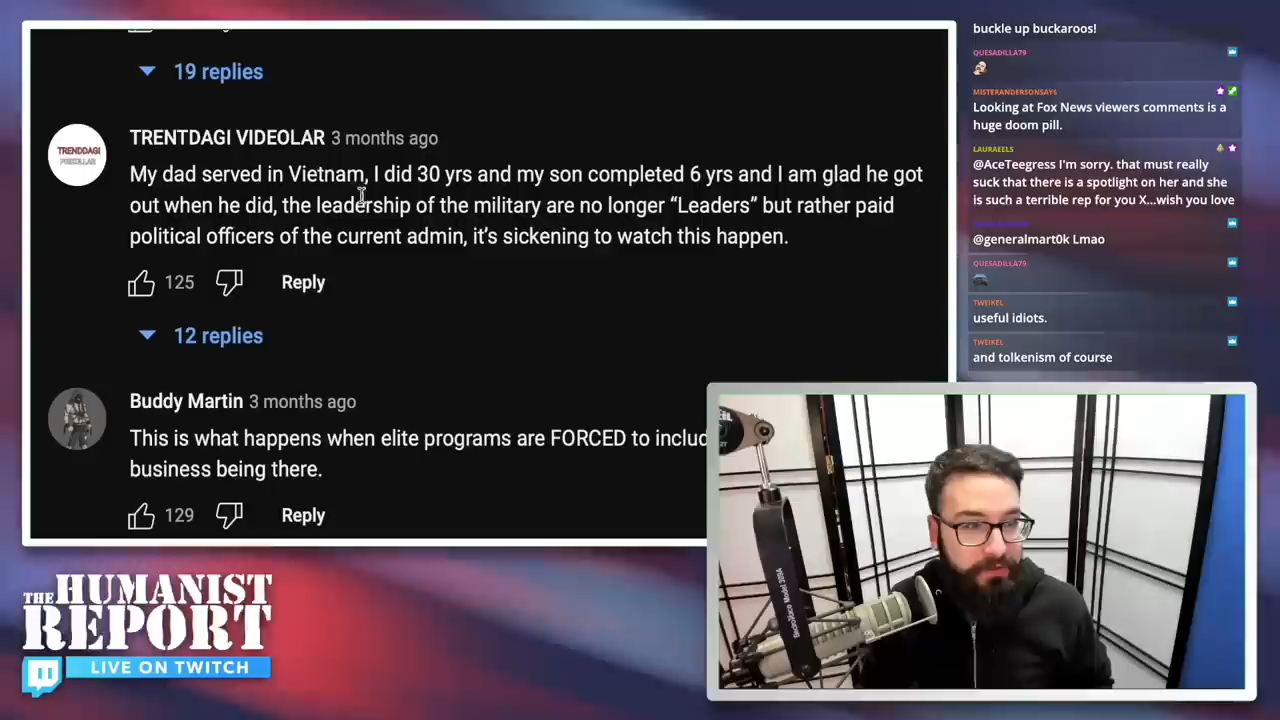 19 replies
TRENTDAGI VIDEOLAR 3 months ago
My dad served in Vietnam, I did 30 yrs and my son completed 6 yrs and I am glad he got
out when he did, the leadership of the military are no longer “Leaders” but rather paid
political officers of the current admin, it’s sickening to watch this happen.
125 Reply
12 replies
Buddy Martin 3 months ago
This is what happens when elite programs are FORCED to includ
business being there.
129 Reply
THE HUMANIST
REPORT
LIVE ON TWITCH
buckle up buckaroos!
QUESADILLA79
MISTERANDERSONSAYS
Looking at Fox News viewers comments is a
huge doom pill.
LAURAEELS
@AceTeegress I'm sorry. that must really
suck that there is a spotlight on her and she
is such a terrible rep for you X...wish you love
@generalmart0k Lmao
QUESADILLA79
TWEIKEL
useful idiots.
TWEIKEL
and tolkenism of course